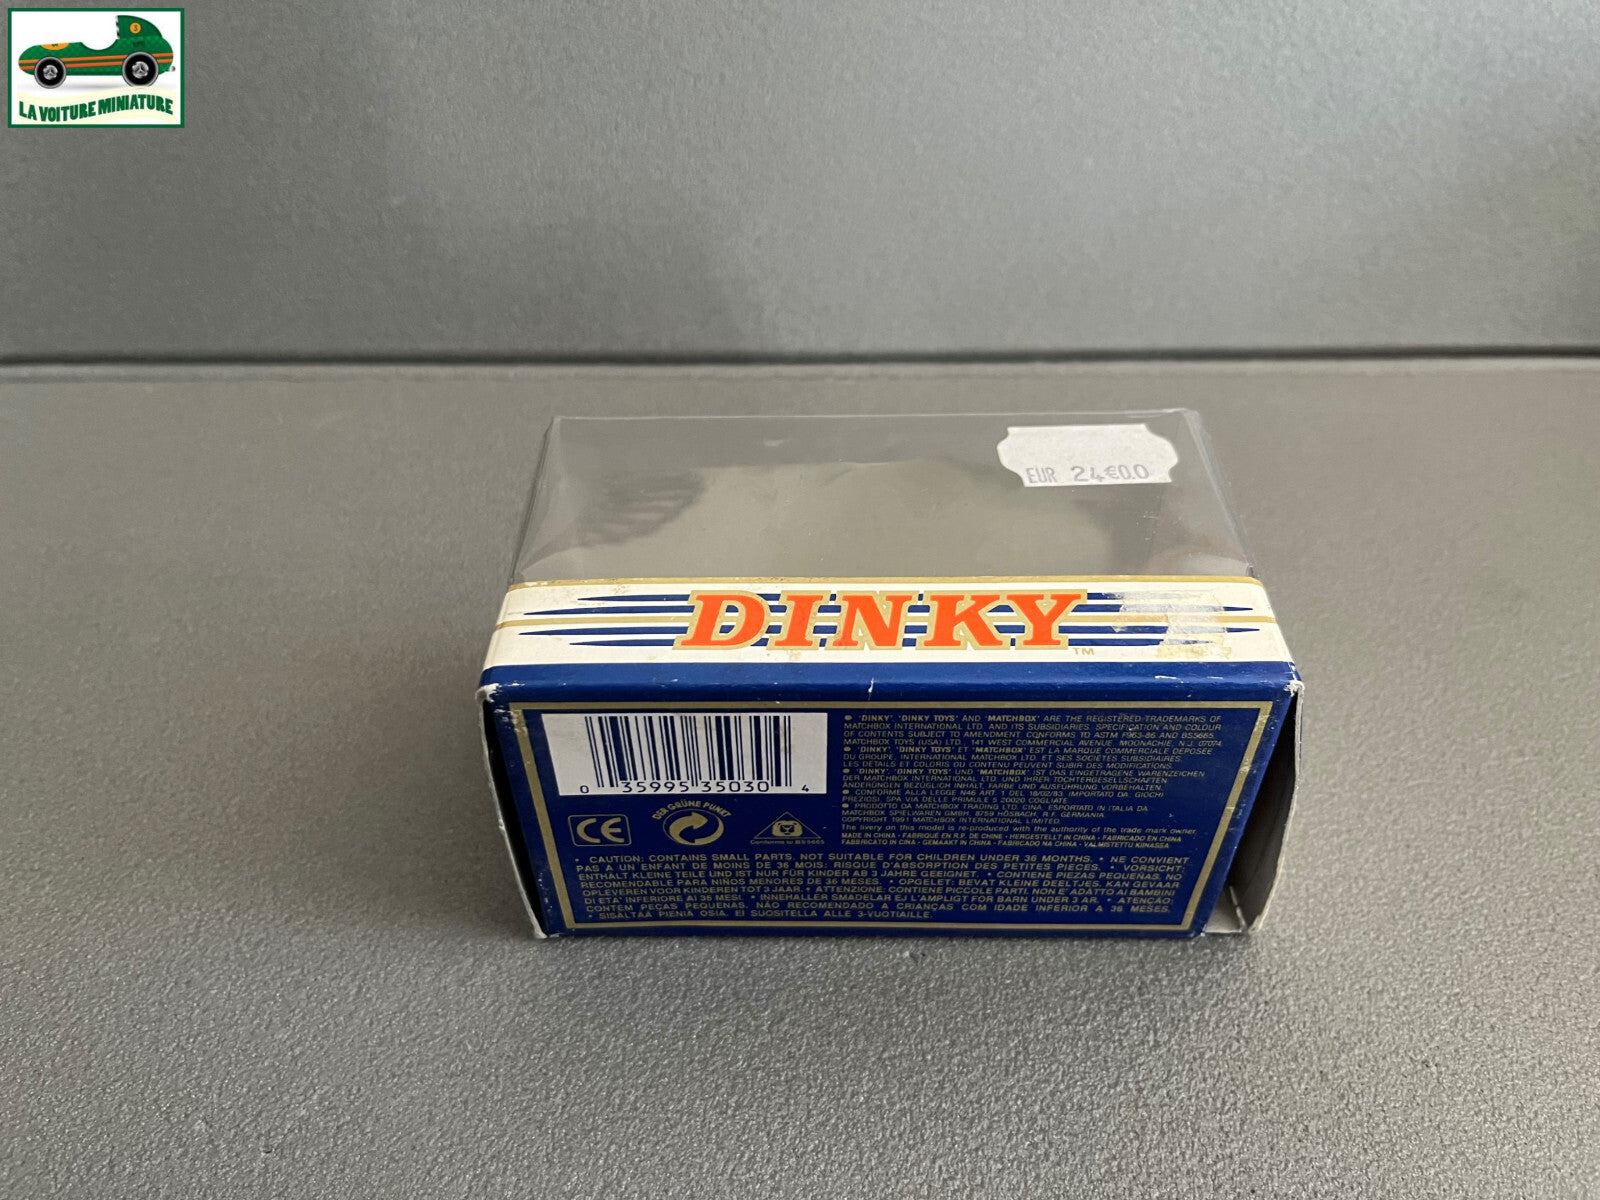 LA VOITURE MINIATURE
EUR 24€00
DINKY™
● 'DINKY', 'DINKY TOYS' AND 'MATCHBOX' ARE THE REGISTERED TRADEMARKS OF
MATCHBOX INTERNATIONAL LTD. AND ITS SUBSIDIARIES. SPECIFICATION AND COLOUR
OF CONTENTS SUBJECT TO AMENDMENT. CONFORMS TO ASTM F963-86 AND BS5665.
MATCHBOX TOYS (USA) LTD., 141 WEST COMMERCIAL AVENUE, MOONACHIE, N.J. 07074
● 'DINKY', 'DINKY TOYS' ET 'MATCHBOX' EST LA MARQUE COMMERCIALE DEPOSEE
DU GROUPE, INTERNATIONAL MATCHBOX LTD. ET SES SOCIETES SUBSIDIAIRES.
LES DETAILS ET COLORIS DU CONTENU PEUVENT SUBIR DES MODIFICATIONS.
● 'DINKY', 'DINKY TOYS' UND 'MATCHBOX' IST DAS EINGETRAGENE WARENZEICHEN
DER MATCHBOX INTERNATIONAL LTD. UND IHRER TOCHTERGESELLSCHAFTEN
ÄNDERUNGEN BEZÜGLICH INHALT, FARBE UND AUSFÜHRUNG VORBEHALTEN.
● CONFORME ALLA LEGGE N46 ART. 1 DEL 18/02/83. IMPORTATO DA: GIOCHI
PREZIOSI, SPA VIA DELLE PRIMULE 5 20020 COGLIATE
● PRODOTTO DA MATCHBOX TRADING LTD. CINA. ESPORTATO IN ITALIA DA
MATCHBOX SPIELWAREN GMBH, 8759 HÖSBACH, R.F. GERMANIA.
COPYRIGHT 1991 MATCHBOX INTERNATIONAL LIMITED.
The livery on this model is re-produced with the authority of the trade mark owner.
MADE IN CHINA - FABRIQUÉ EN R.P. DE CHINE - HERGESTELLT IN CHINA - FABRICADO EN CHINA
FABBRICATO IN CINA - GEMAAKT IN CHINA - FABRICADO NA CHINA - VALMISTETTU KIINASSA
0 35995 35030 4
CE
DER GRÜNE PUNKT
Conforms to BS5665
• CAUTION: CONTAINS SMALL PARTS. NOT SUITABLE FOR CHILDREN UNDER 36 MONTHS. • NE CONVIENT
PAS A UN ENFANT DE MOINS DE 36 MOIS: RISQUE D'ABSORPTION DES PETITES PIECES. • VORSICHT:
ENTHÄLT KLEINE TEILE UND IST NUR FÜR KINDER AB 3 JAHRE GEEIGNET. • CONTIENE PIEZAS PEQUEÑAS. NO
RECOMENDABLE PARA NIÑOS MENORES DE 36 MESES. • OPGELET: BEVAT KLEINE DEELTJES. KAN GEVAAR
OPLEVEREN VOOR KINDEREN TOT 3 JAAR. • ATTENZIONE: CONTIENE PICCOLE PARTI. NON E' ADATTO AI BAMBINI
DI ETA' INFERIORE AI 36 MESI. • INNEHALLER SMADELAR EJ LAMPLIGT FOR BARN UNDER 3 AR. • ATENÇAO:
CONTÉM PEÇAS PEQUENAS. NÃO RECOMENDADO A CRIANÇAS COM IDADE INFERIOR A 36 MESES.
• SISÄLTÄÄ PIENIÄ OSIA. EI SUOSITELLA ALLE 3-VUOTIAILLE.